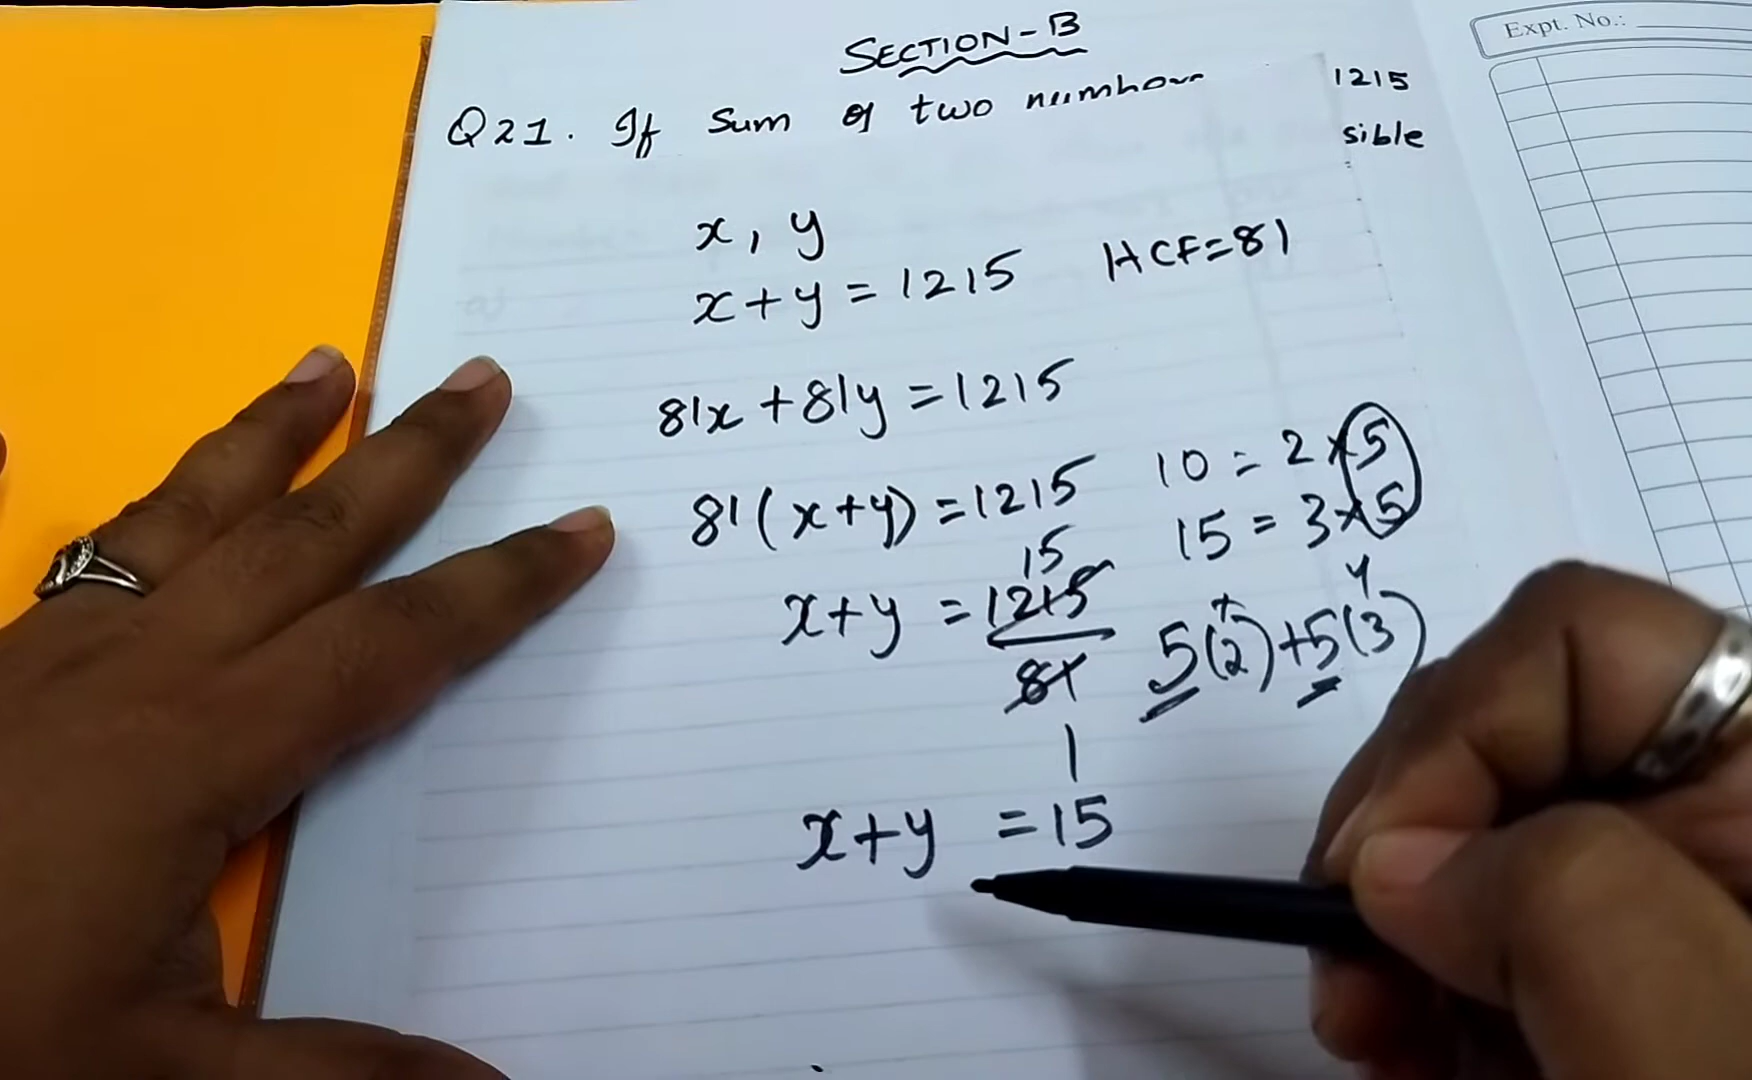 SECTION-B
Q21. If Sum of two 1215
sible
x, y
x+y=1215 HCF=81
81x+81y=1215
81(x+y)=1215
10=2×5
15=3×5
15
x+y=1215
81
1
5(2)+5(3)
x y
x+y=15
Expt. No.: